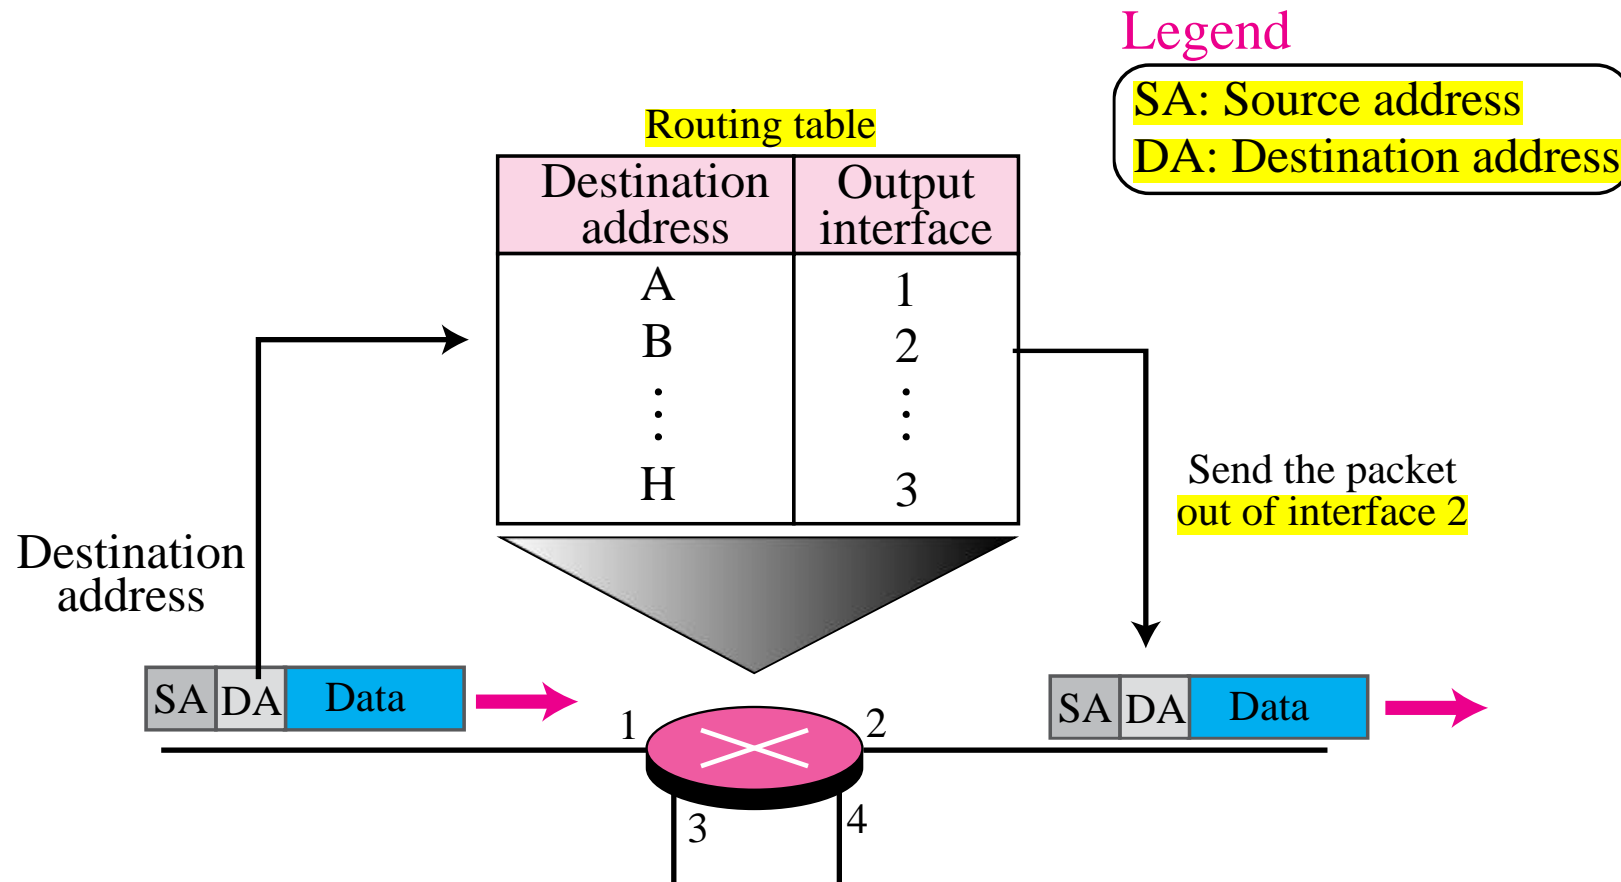 Legend
SA: Source address
DA: Destination address
Routing table
Destination address
Output interface
A 1
B 2
⋮ ⋮
H 3
Destination
address
Send the packet
out of interface 2
SA DA Data
SA DA Data
1
2
3
4